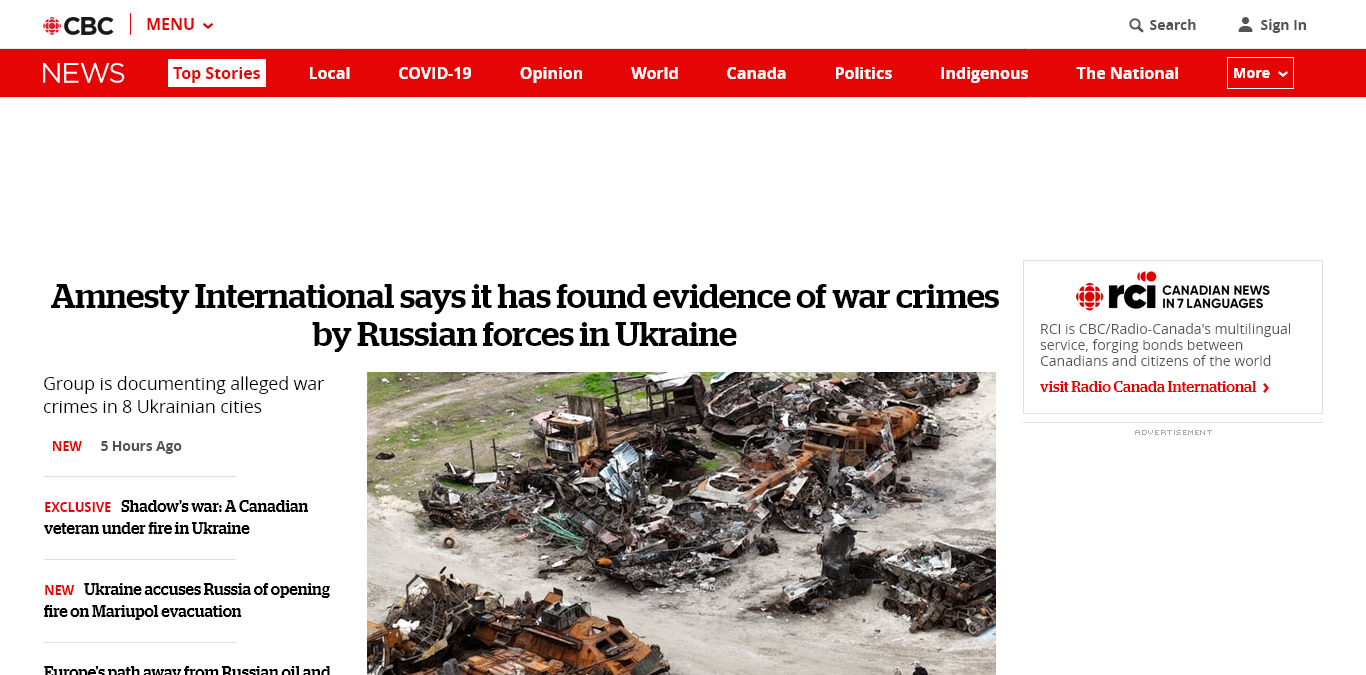 CBC MENU
Search Sign In
NEWS Top Stories Local COVID-19 Opinion World Canada Politics Indigenous The National More
Amnesty International says it has found evidence of war crimes
by Russian forces in Ukraine
Group is documenting alleged war
crimes in 8 Ukrainian cities
NEW 5 Hours Ago
EXCLUSIVE Shadow's war: A Canadian
veteran under fire in Ukraine
NEW Ukraine accuses Russia of opening
fire on Mariupol evacuation
Europe's path away from Russian oil and
rci CANADIAN NEWS
IN 7 LANGUAGES
RCI is CBC/Radio-Canada's multilingual
service, forging bonds between
Canadians and citizens of the world
visit Radio Canada International
ADVERTISEMENT